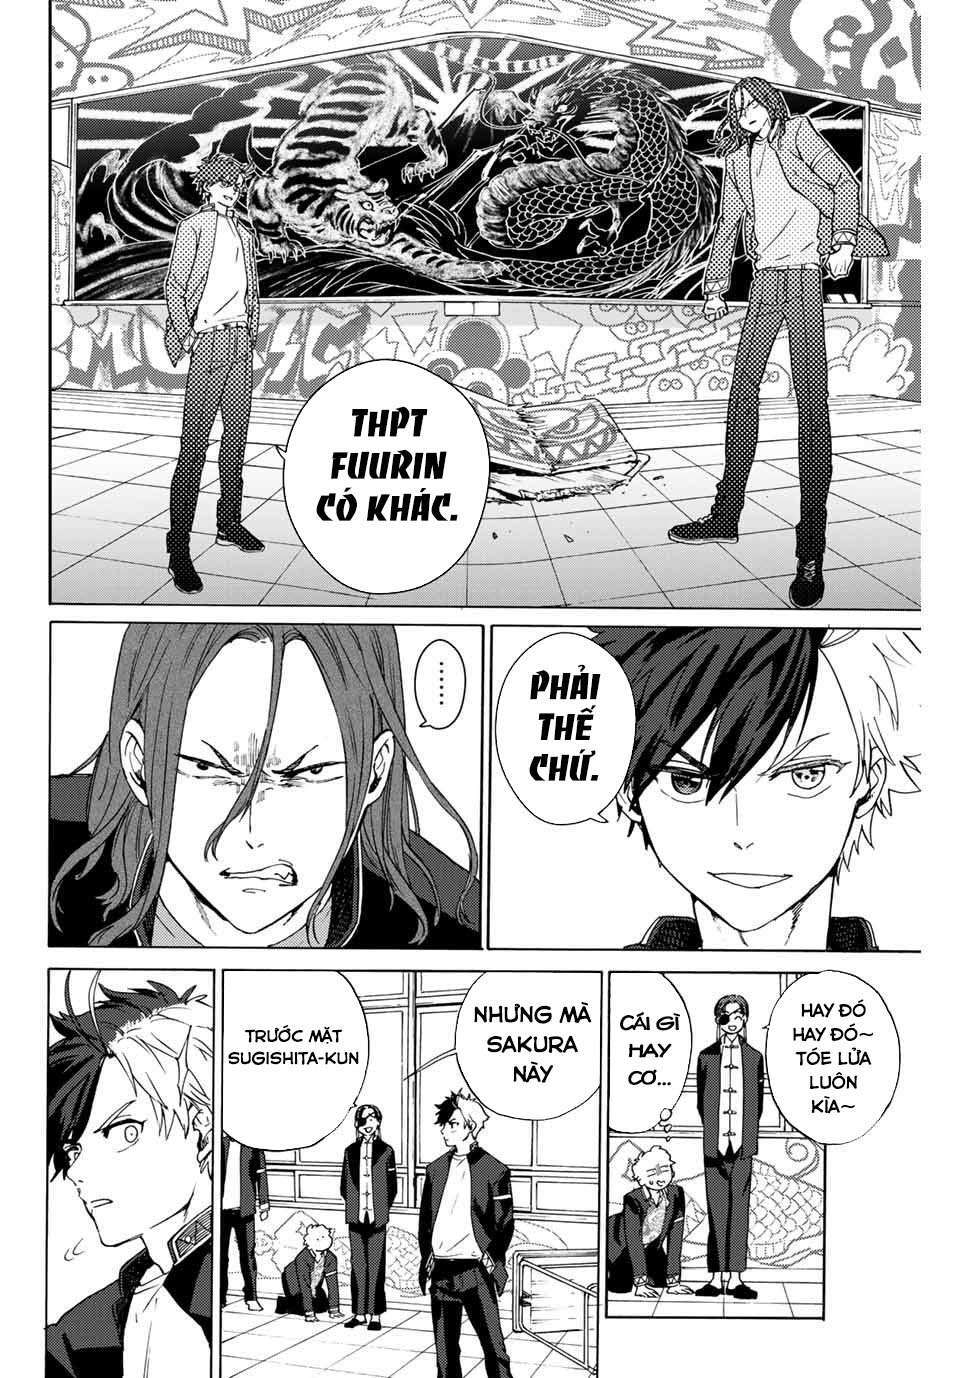 THPT
FUURIN
CÓ KHÁC.
PHẢI
THẾ
CHỨ.
.......
HAY ĐÓ
HAY ĐÓ~
TÓE LỬA
LUÔN
KÌA~
CÁI GÌ
HAY
CƠ...
NHƯNG MÀ
SAKURA
NÀY
TRƯỚC MẶT
SUGISHITA-KUN